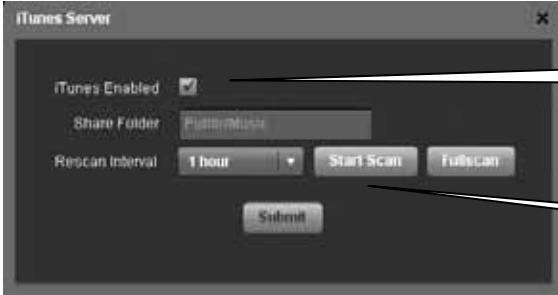 iTunes Server
iTunes Enabled
Share Folder Public/Music
Rescan Interval 1 hour Start Scan Fullscan
Submit